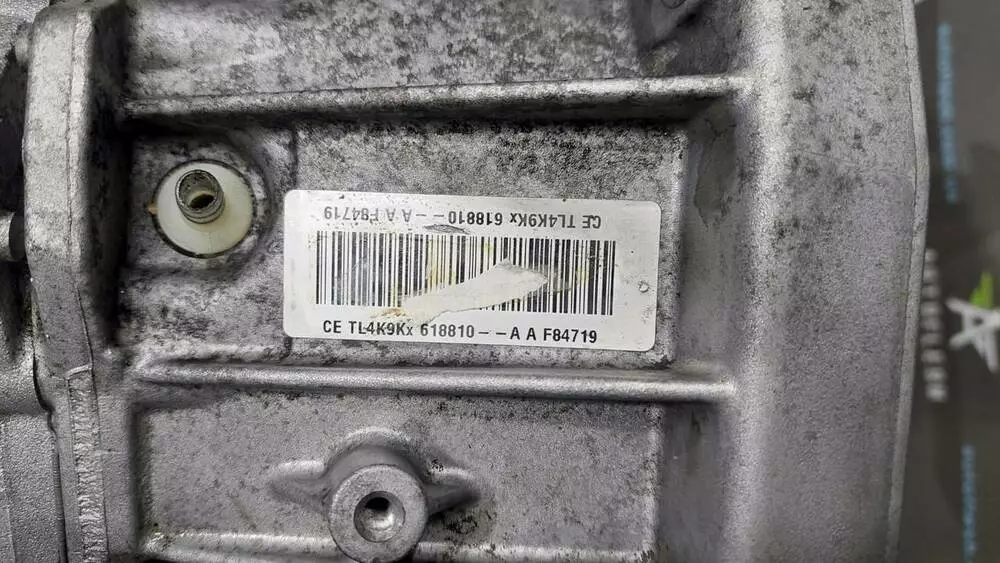 CE TL4K9Kx 618810 - A A F84719
CE TL4K9Kx 618810 - - A A F84719